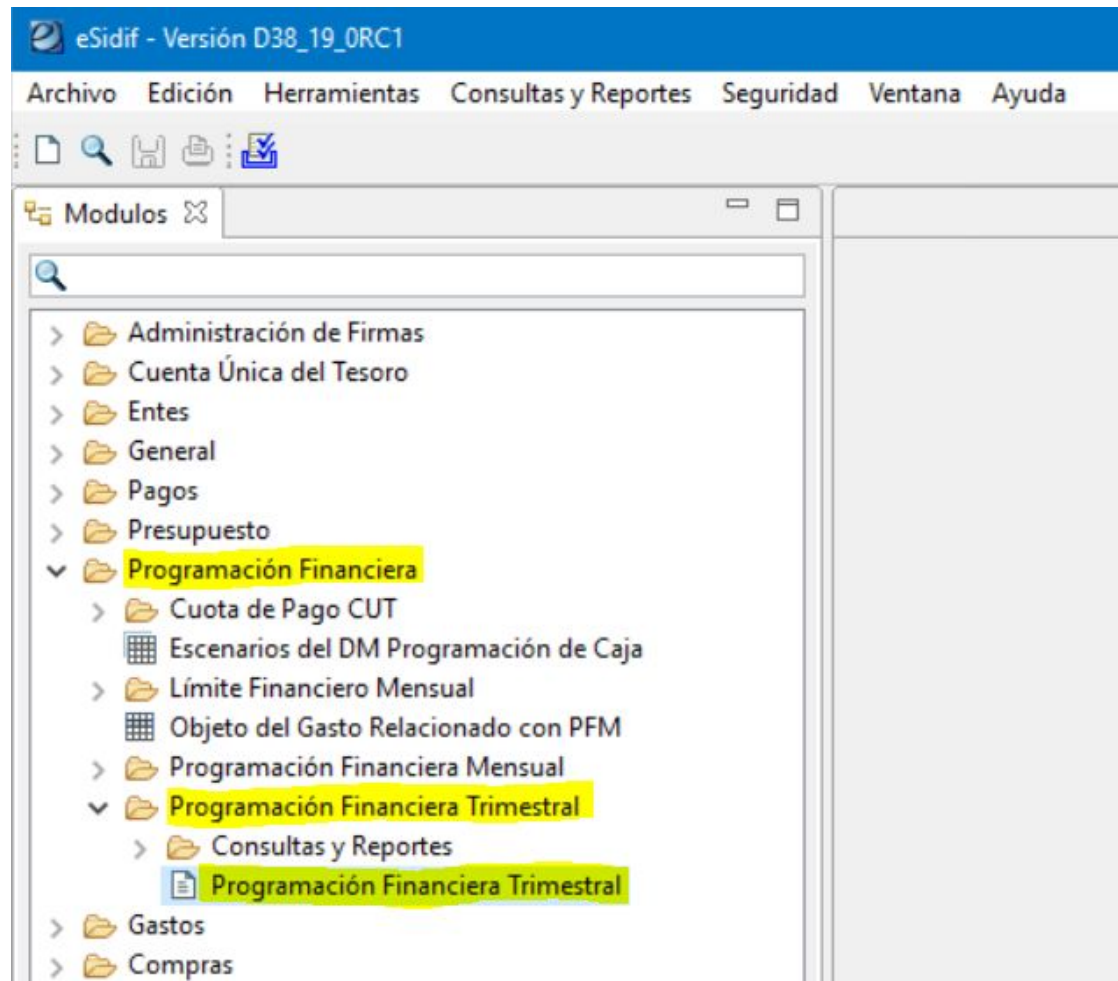 eSidif - Versión D38_19_0RC1
Archivo Edición Herramientas Consultas y Reportes Seguridad Ventana Ayuda
Modulos
Administración de Firmas
Cuenta Única del Tesoro
Entes
General
Pagos
Presupuesto
Programación Financiera
Cuota de Pago CUT
Escenarios del DM Programación de Caja
Límite Financiero Mensual
Objeto del Gasto Relacionado con PFM
Programación Financiera Mensual
Programación Financiera Trimestral
Consultas y Reportes
Programación Financiera Trimestral
Gastos
Compras